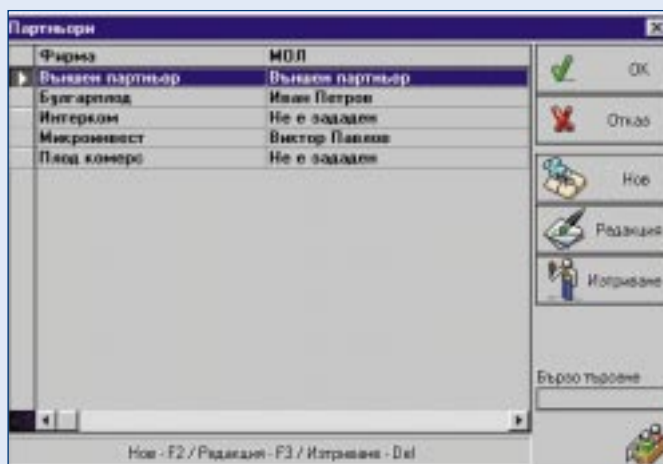 Партньори
Фирма МОЛ
Външен партньор Външен партньор
Булгарплод Иван Петров
Интерком Не е зададен
Микроинвест Виктор Павлов
Плод комерс Не е зададен
OK
Отказ
Нов
Редакция
Изтриване
Бързо търсене
Нов - F2 / Редакция - F3 / Изтриване - Del